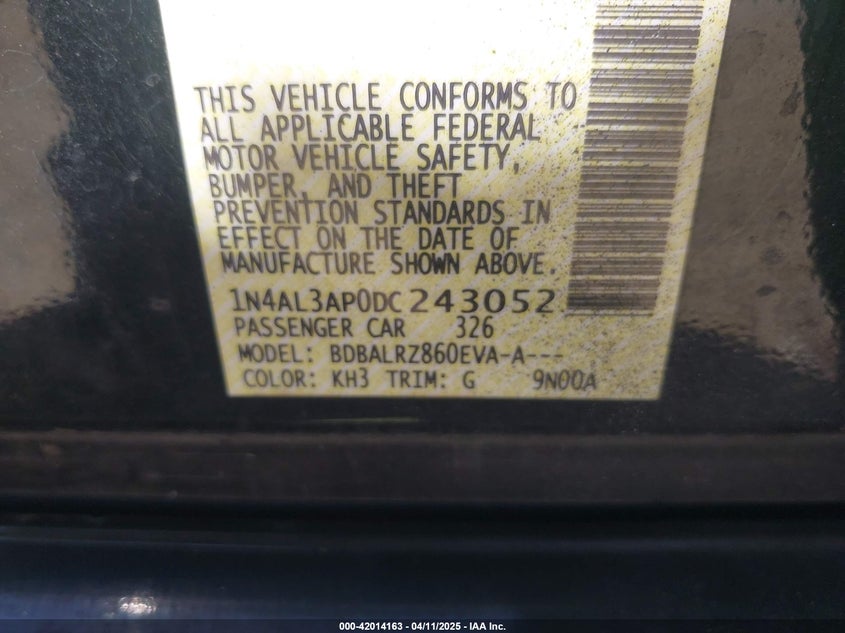 THIS VEHICLE CONFORMS TO
ALL APPLICABLE FEDERAL
MOTOR VEHICLE SAFETY,
BUMPER, AND THEFT
PREVENTION STANDARDS IN
EFFECT ON THE DATE OF
MANUFACTURE SHOWN ABOVE.
1N4AL3AP0DC243052
PASSENGER CAR 326
MODEL: BDBALRZ860EVA-A---
COLOR: KH3 TRIM: G 9N00A
000-42014163 - 04/11/2025 - IAA Inc.